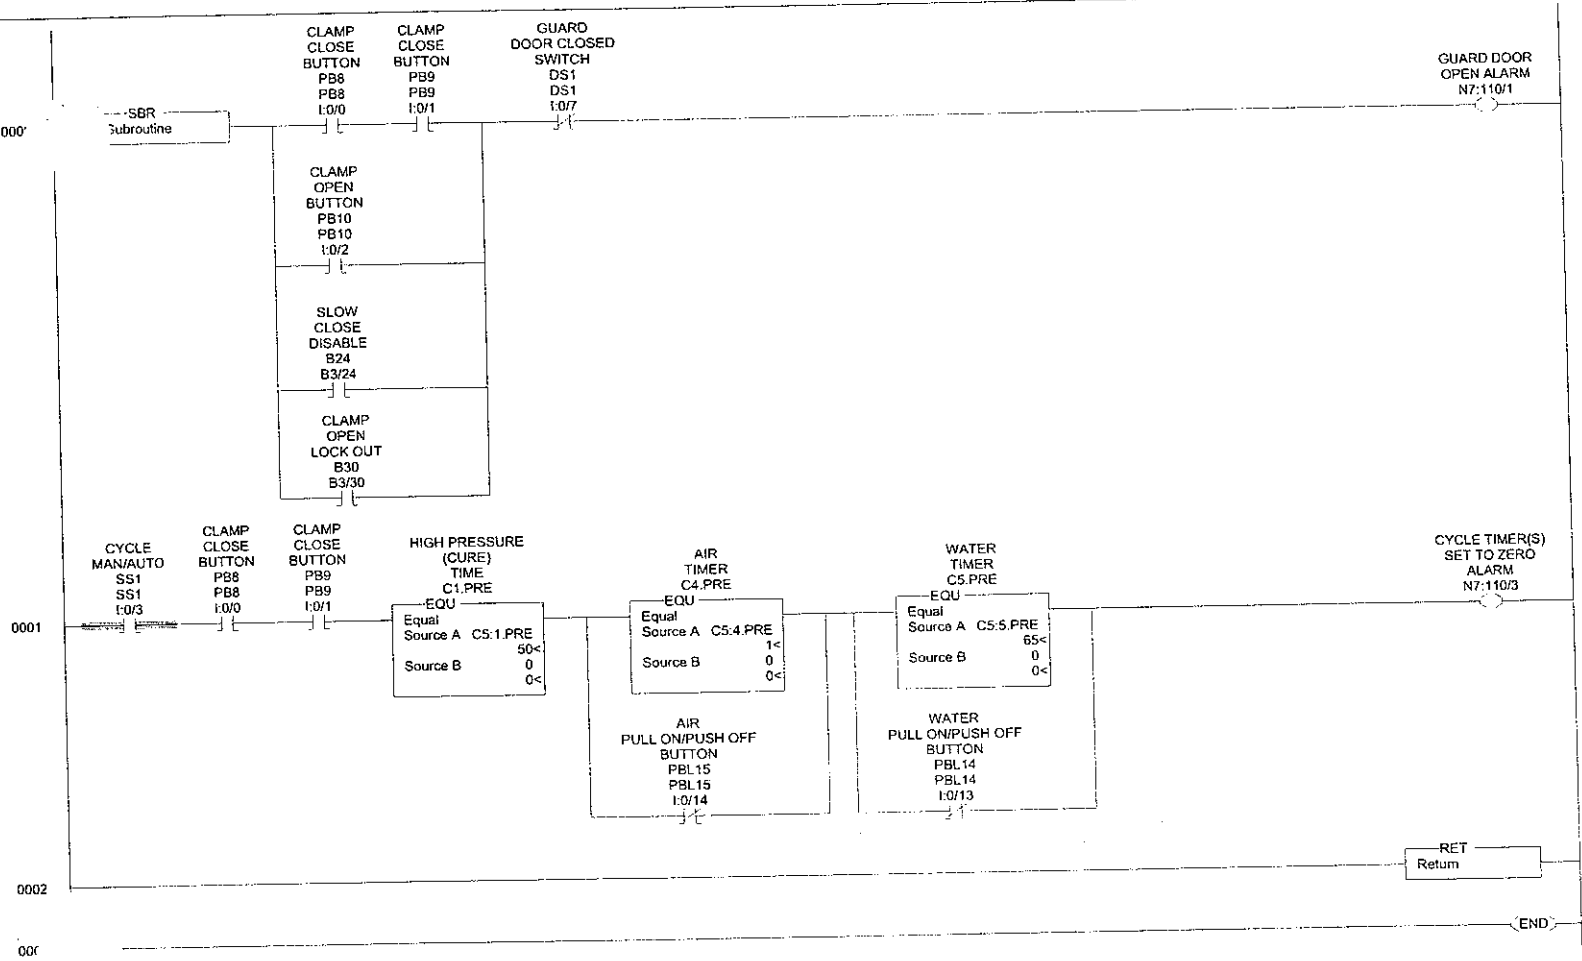 CLAMP
CLOSE
BUTTON
PB8
PB8
I:0/0
CLAMP
CLOSE
BUTTON
PB9
PB9
I:0/1
GUARD
DOOR CLOSED
SWITCH
DS1
DS1
I:0/7
GUARD DOOR
OPEN ALARM
N7:110/1
000
SBR
Subroutine
CLAMP
OPEN
BUTTON
PB10
PB10
I:0/2
SLOW
CLOSE
DISABLE
B24
B3/24
CLAMP
OPEN
LOCK OUT
B30
B3/30
0001
CYCLE
MAN/AUTO
SS1
SS1
I:0/3
CLAMP
CLOSE
BUTTON
PB8
PB8
I:0/0
CLAMP
CLOSE
BUTTON
PB9
PB9
I:0/1
HIGH PRESSURE
(CURE)
TIME
C1.PRE
EQU
Equal
Source A C5:1.PRE
50<
Source B 0
0<
AIR
TIMER
C4.PRE
EQU
Equal
Source A C5:4.PRE
1<
Source B 0
0<
AIR
PULL ON/PUSH OFF
BUTTON
PBL15
PBL15
I:0/14
WATER
TIMER
C5.PRE
EQU
Equal
Source A C5:5.PRE
65<
Source B 0
0<
WATER
PULL ON/PUSH OFF
BUTTON
PBL14
PBL14
I:0/13
CYCLE TIMER(S)
SET TO ZERO
ALARM
N7:110/3
0002
RET
Return
00
END